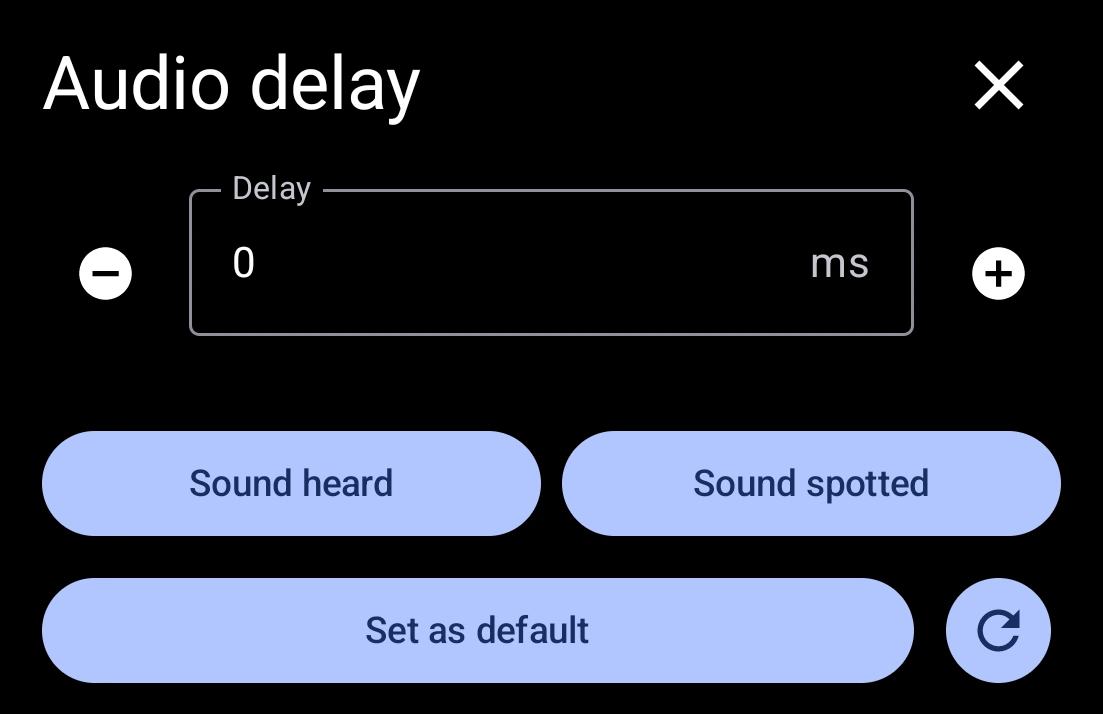 Audio delay
Delay
0 ms
Sound heard
Sound spotted
Set as default